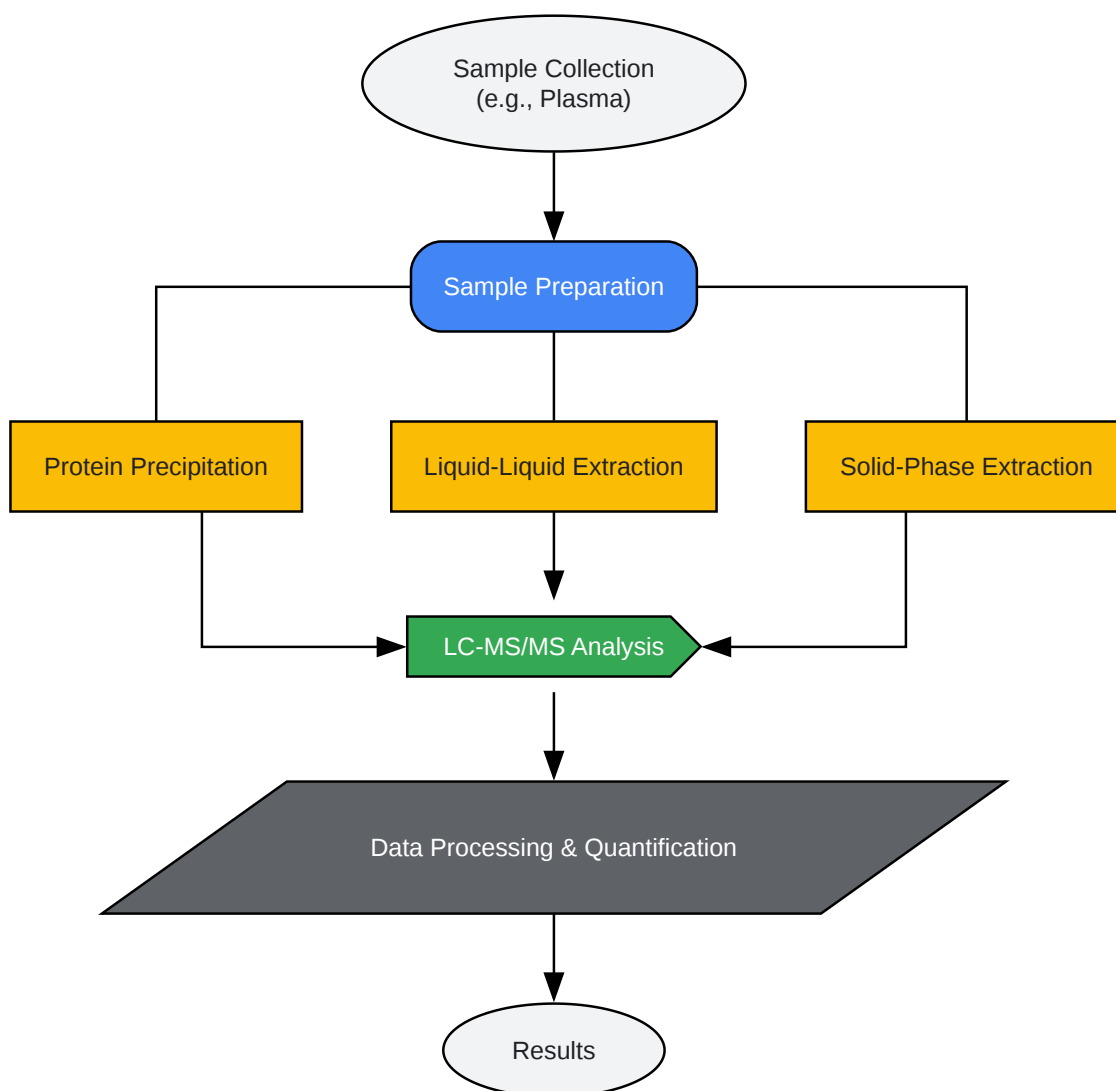 Sample Collection
(e.g., Plasma)
Sample Preparation
Protein Precipitation
Liquid-Liquid Extraction
Solid-Phase Extraction
LC-MS/MS Analysis
Data Processing & Quantification
Results